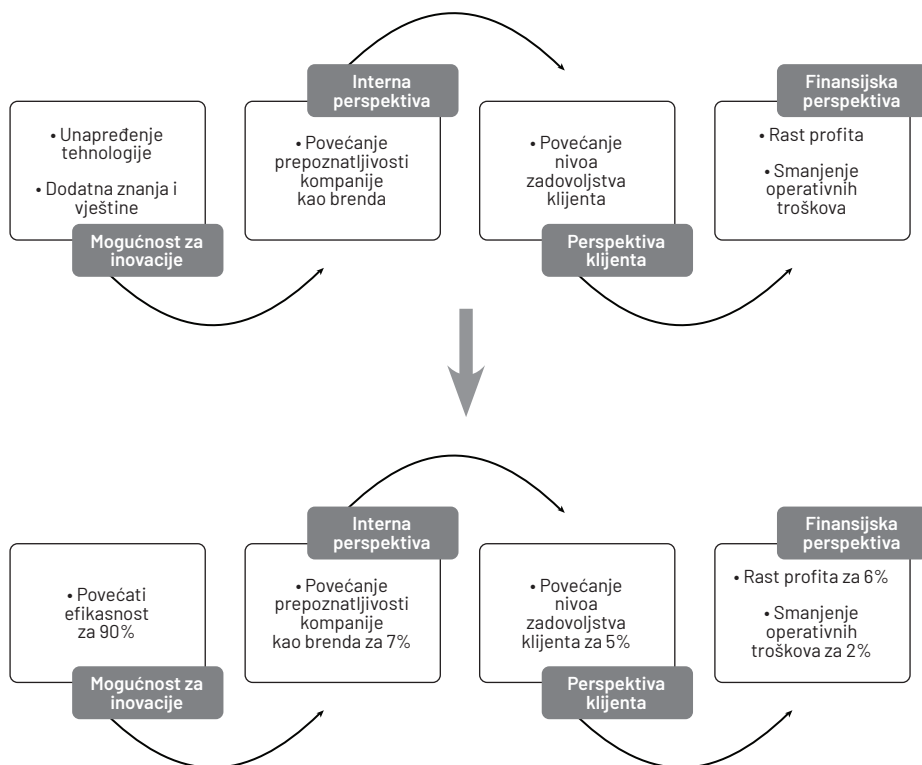 • Unapređenje
tehnologije
• Dodatna znanja i
vještine
Mogućnost za
inovacije
Interna
perspektiva
• Povećanje
prepoznatljivosti
kompanije
kao brenda
• Povećanje
nivoa
zadovoljstva
klijenta
Perspektiva
klijenta
Finansijska
perspektiva
• Rast profita
• Smanjenje
operativnih
troškova
• Povećati
efikasnost
za 90%
Mogućnost za
inovacije
Interna
perspektiva
• Povećanje
prepoznatljivosti
kompanije
kao brenda za 7%
• Povećanje
nivoa
zadovoljstva
klijenta za 5%
Perspektiva
klijenta
Finansijska
perspektiva
• Rast profita za 6%
• Smanjenje
operativnih
troškova za 2%